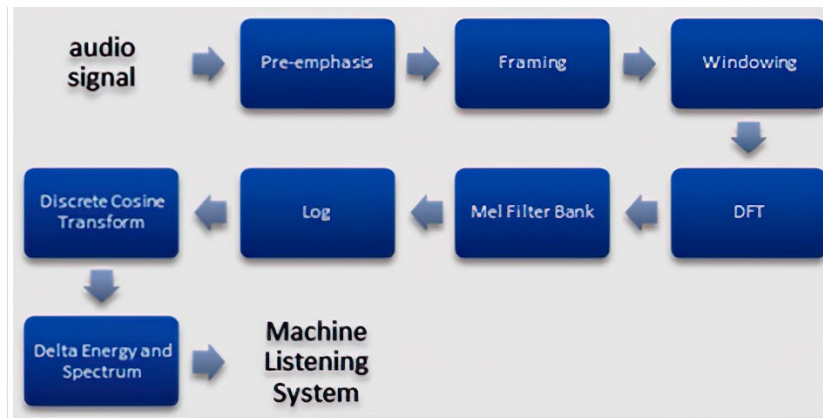 audio
signal
Pre-emphasis
Framing
Windowing
DFT
Mel Filter Bank
Log
Discrete Cosine
Transform
Delta Energy and
Spectrum
Machine
Listening
System